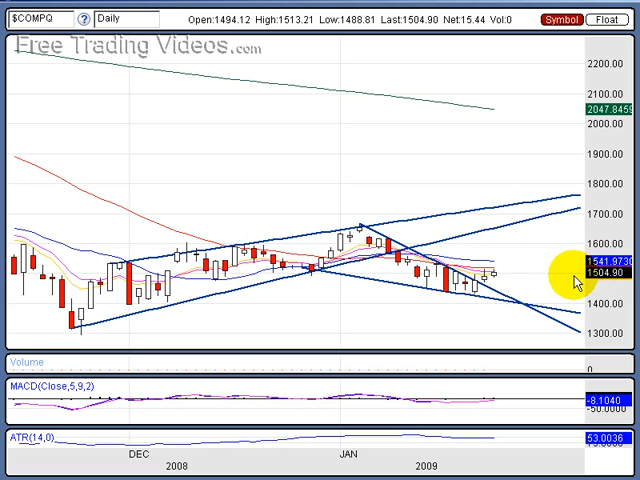 $COMPQ ? Daily Open:1494.12 High:1513.21 Low:1488.81 Last:1504.90 Net:15.44 Vol:0 Symbol Float
Free Trading Videos.com
2200.00
2100.00
2047.845
2000.00
1900.00
1800.00
1700.00
1600.00
1541.9730
1504.90
1400.00
1300.00
Volume
0
MACD(Close,5,9,2)
-8.1040
-50.0000
ATR(14,0)
53.0036
DEC JAN
2008 2009